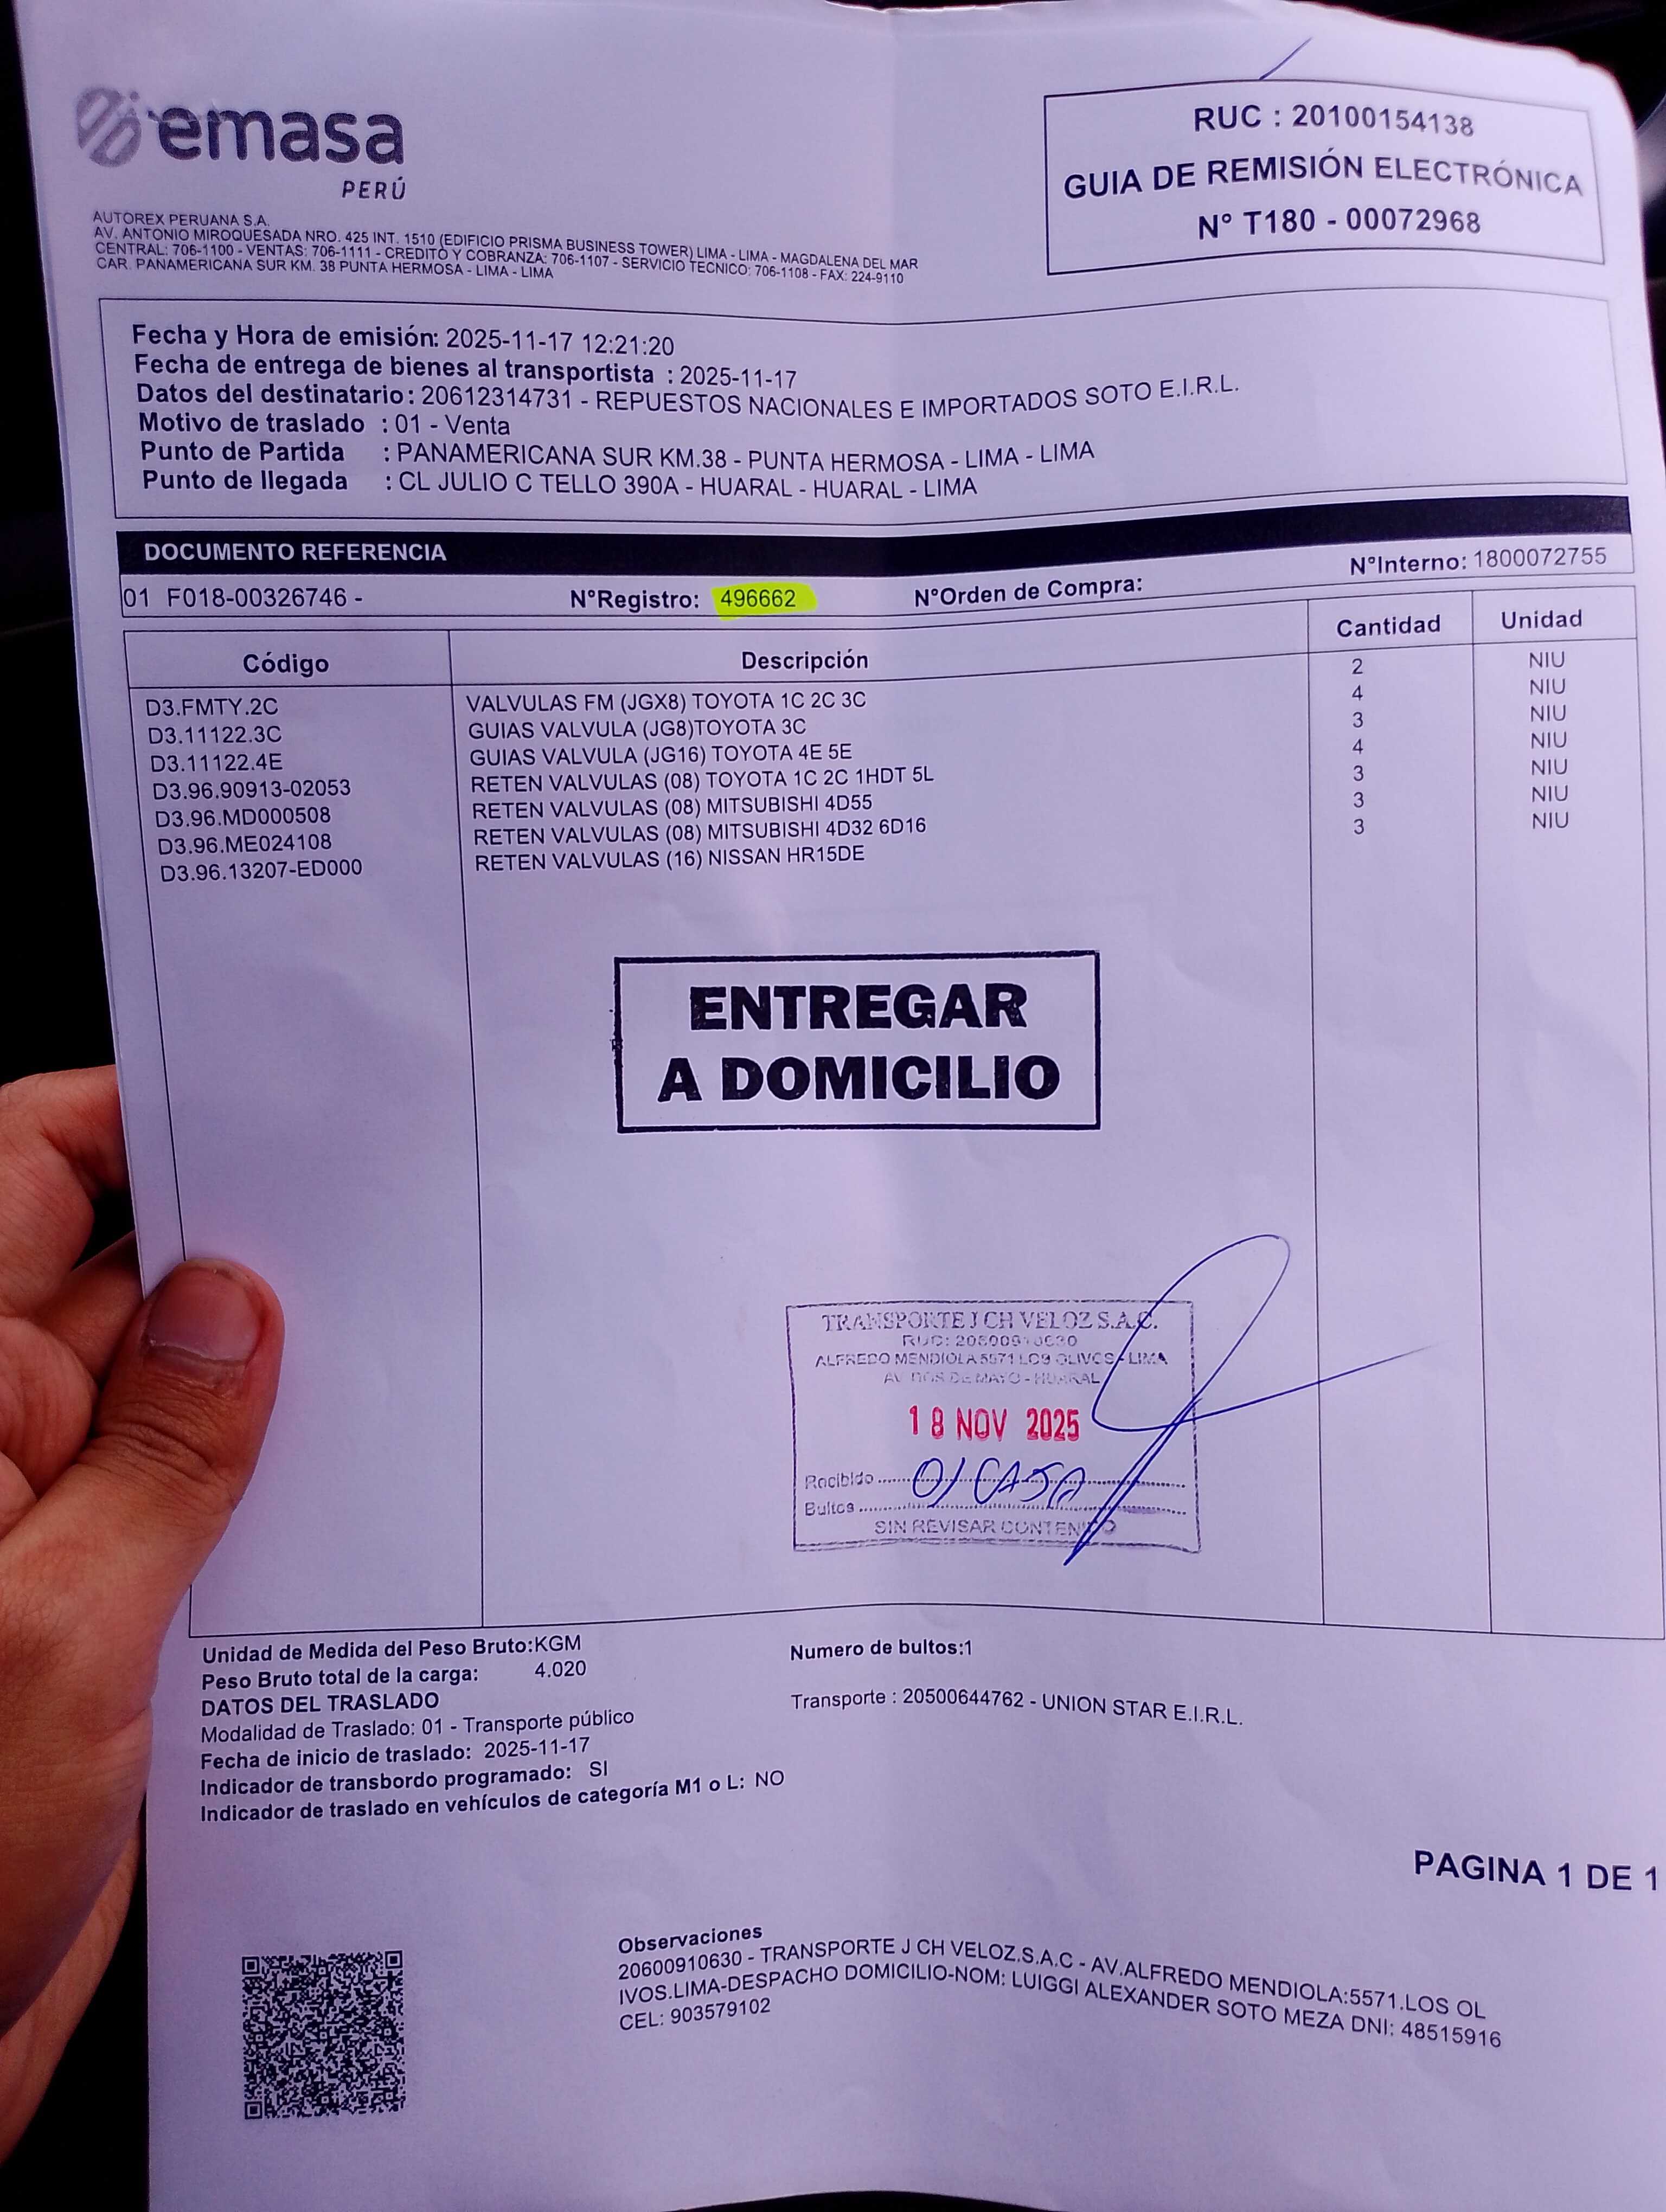 emasa
PERÚ
AUTOREX PERUANA S.A.
AV. ANTONIO MIROQUESADA NRO. 425 INT. 1510 (EDIFICIO PRISMA BUSINESS TOWER) LIMA - LIMA - MAGDALENA DEL MAR
CENTRAL: 706-1100 - VENTAS: 706-1111 - CREDITO Y COBRANZA: 706-1107 - SERVICIO TECNICO: 706-1108 - FAX: 224-9110
CAR. PANAMERICANA SUR KM. 38 PUNTA HERMOSA - LIMA - LIMA
RUC : 20100154138
GUIA DE REMISIÓN ELECTRÓNICA
N° T180 - 00072968
Fecha y Hora de emisión: 2025-11-17 12:21:20
Fecha de entrega de bienes al transportista : 2025-11-17
Datos del destinatario: 20612314731 - REPUESTOS NACIONALES E IMPORTADOS SOTO E.I.R.L.
Motivo de traslado : 01 - Venta
Punto de Partida : PANAMERICANA SUR KM.38 - PUNTA HERMOSA - LIMA - LIMA
Punto de llegada : CL JULIO C TELLO 390A - HUARAL - HUARAL - LIMA
DOCUMENTO REFERENCIA
01 F018-00326746 - N°Registro: 496662 N°Orden de Compra: N°Interno: 1800072755
Código Descripción Cantidad Unidad
D3.FMTY.2C VALVULAS FM (JGX8) TOYOTA 1C 2C 3C 2 NIU
D3.11122.3C GUIAS VALVULA (JG8)TOYOTA 3C 4 NIU
D3.11122.4E GUIAS VALVULA (JG16) TOYOTA 4E 5E 3 NIU
D3.96.90913-02053 RETEN VALVULAS (08) TOYOTA 1C 2C 1HDT 5L 4 NIU
D3.96.MD000508 RETEN VALVULAS (08) MITSUBISHI 4D55 3 NIU
D3.96.ME024108 RETEN VALVULAS (08) MITSUBISHI 4D32 6D16 3 NIU
D3.96.13207-ED000 RETEN VALVULAS (16) NISSAN HR15DE 3 NIU
ENTREGAR
A DOMICILIO
TRANSPORTE J CH VELOZ S.A.C.
RUC:
ALFREDO MENDIOLA 5571 LOS OLIVOS - LIMA
AV. DOS DE MAYO - HUARAL
18 NOV 2025
Recibido 01 CASA
Bultos
SIN REVISAR CONTENIDO
Unidad de Medida del Peso Bruto:KGM
Peso Bruto total de la carga: 4.020
Numero de bultos:1
DATOS DEL TRASLADO
Modalidad de Traslado: 01 - Transporte público
Transporte : 20500644762 - UNION STAR E.I.R.L.
Fecha de inicio de traslado: 2025-11-17
Indicador de transbordo programado: SI
Indicador de traslado en vehículos de categoría M1 o L: NO
PAGINA 1 DE 1
Observaciones
20600910630 - TRANSPORTE J CH VELOZ.S.A.C - AV.ALFREDO MENDIOLA:5571.LOS OL
IVOS.LIMA-DESPACHO DOMICILIO-NOM: LUIGGI ALEXANDER SOTO MEZA DNI: 48515916
CEL: 903579102